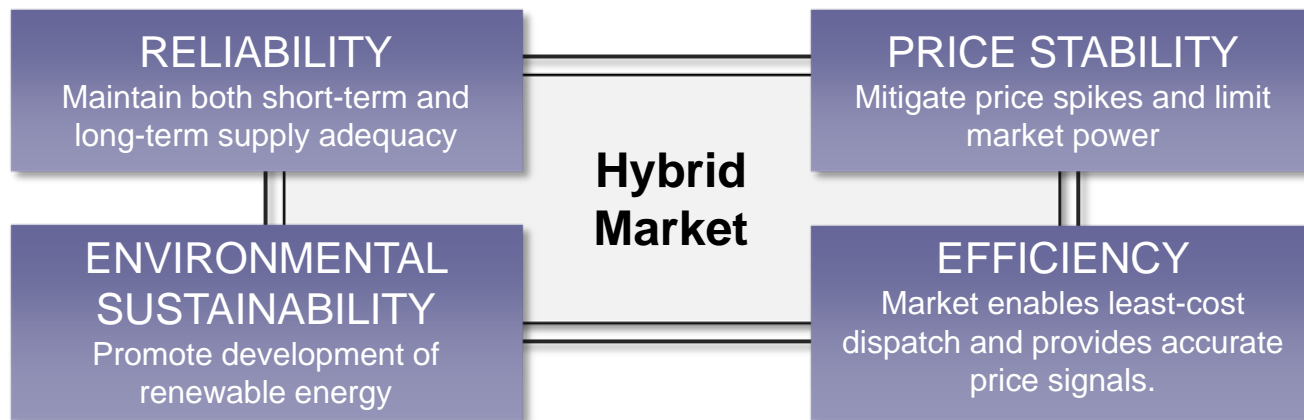 RELIABILITY
Maintain both short-term and
long-term supply adequacy
PRICE STABILITY
Mitigate price spikes and limit
market power
Hybrid
Market
ENVIRONMENTAL
SUSTAINABILITY
Promote development of
renewable energy
EFFICIENCY
Market enables least-cost
dispatch and provides accurate
price signals.